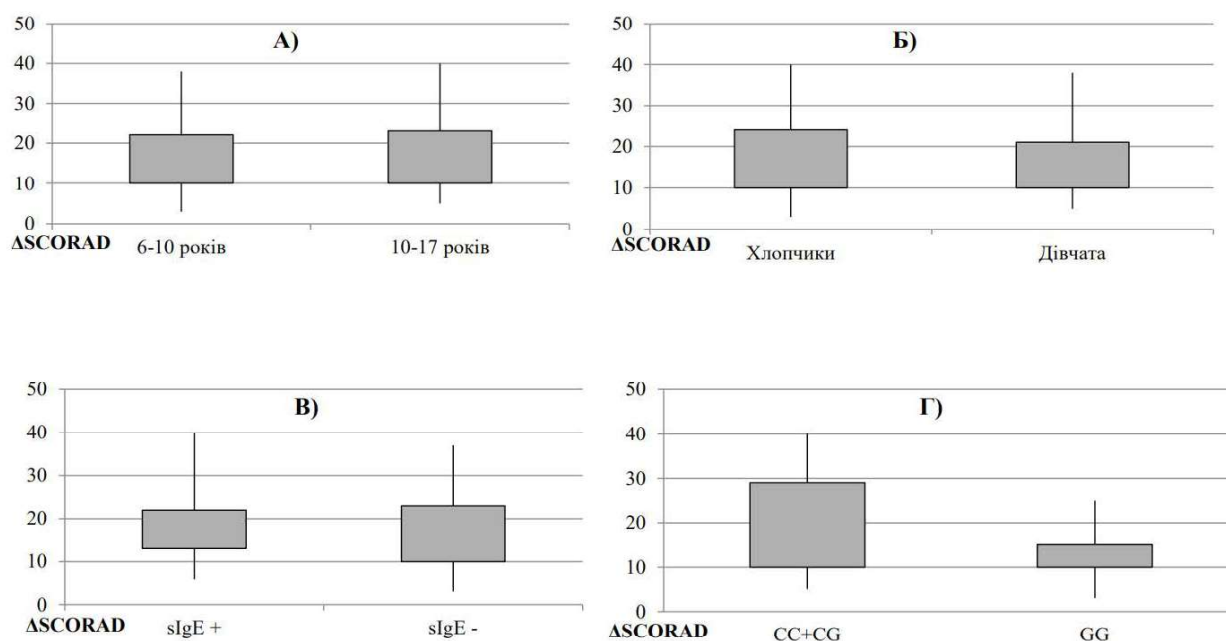 А)
50
40
30
20
10
0
ΔSCORAD
6-10 років
10-17 років
Б)
50
40
30
20
10
0
ΔSCORAD
Хлопчики
Дівчата
В)
50
40
30
20
10
0
ΔSCORAD
sIgE +
sIgE -
Г)
50
40
30
20
10
0
ΔSCORAD
CC+CG
GG